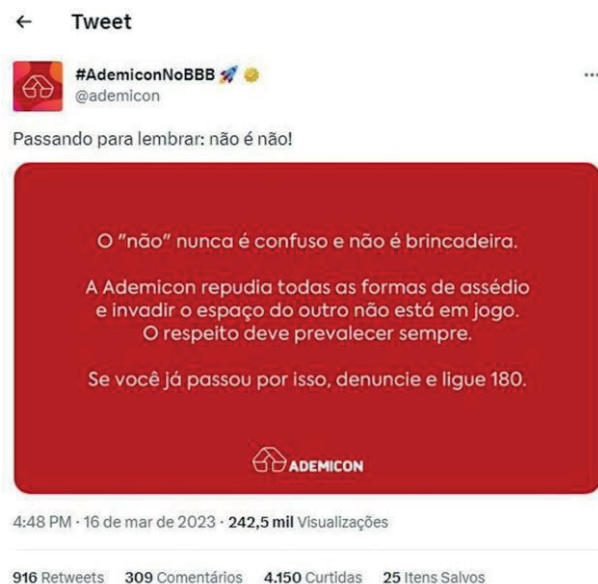 ← Tweet
#AdemiconNoBBB 🚀
@ademicon
...
Passando para lembrar: não é não!
O "não" nunca é confuso e não é brincadeira.
A Ademicon repudia todas as formas de assédio
e invadir o espaço do outro não está em jogo.
O respeito deve prevalecer sempre.
Se você já passou por isso, denuncie e ligue 180.
ADEMICON
4:48 PM · 16 de mar de 2023 · 242,5 mil Visualizações
916 Retweets 309 Comentários 4.150 Curtidas 25 Itens Salvos